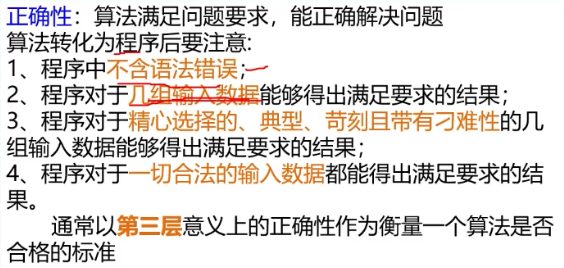 正确性：算法满足问题要求，能正确解决问题
算法转化为程序后要注意:
1、程序中不含语法错误；
2、程序对于几组输入数据能够得出满足要求的结果；
3、程序对于精心选择的、典型、苛刻且带有刁难性的几
组输入数据能够得出满足要求的结果；
4、程序对于一切合法的输入数据都能得出满足要求的结
果。
通常以第三层意义上的正确性作为衡量一个算法是否
合格的标准